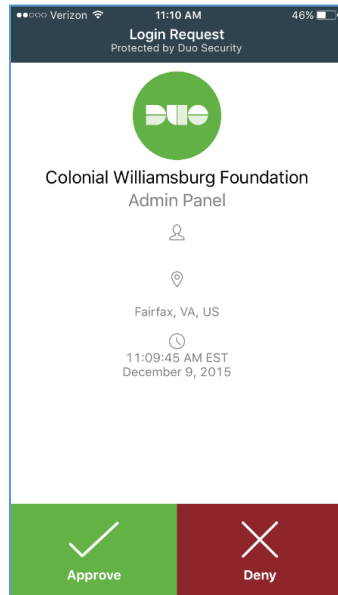 Verizon 11:10 AM 46%
Login Request
Protected by Duo Security
DUO
Colonial Williamsburg Foundation
Admin Panel
Fairfax, VA, US
11:09:45 AM EST
December 9, 2015
Approve Deny